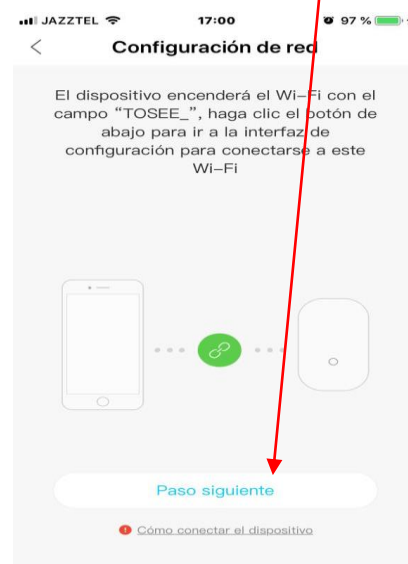 JAZZTEL 17:00 97 %
Configuración de red
El dispositivo encenderá el Wi-Fi con el
campo “TOSEE_”, haga clic el botón de
abajo para ir a la interfaz de
configuración para conectarse a este
Wi-Fi
Paso siguiente
Cómo conectar el dispositivo